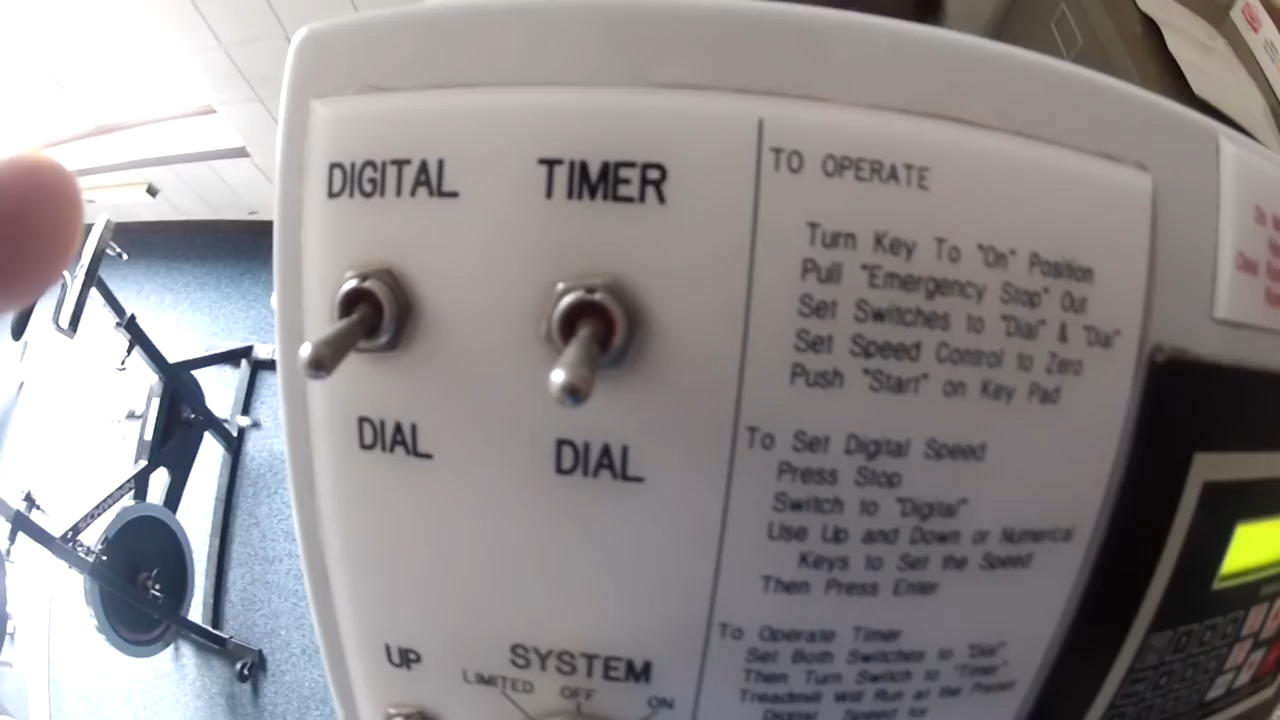 DIGITAL
TIMER
DIAL
DIAL
UP
SYSTEM
LIMITED
OFF
ON
TO OPERATE
Turn Key To "On" Position
Pull "Emergency Stop" Out
Set Switches to "Dial" & "Dial"
Set Speed Control to Zero
Push "Start" on Key Pad
To Set Digital Speed
Press Stop
Switch to "Digital"
Use Up and Down or Numerical
Keys to Set the Speed
Then Press Enter
To Operate Timer
Set Both Switches to "Dial"
Then Turn Switch to "Timer"
Treadmill Will Run at the Preset
Digital Speed for
SCHWINN